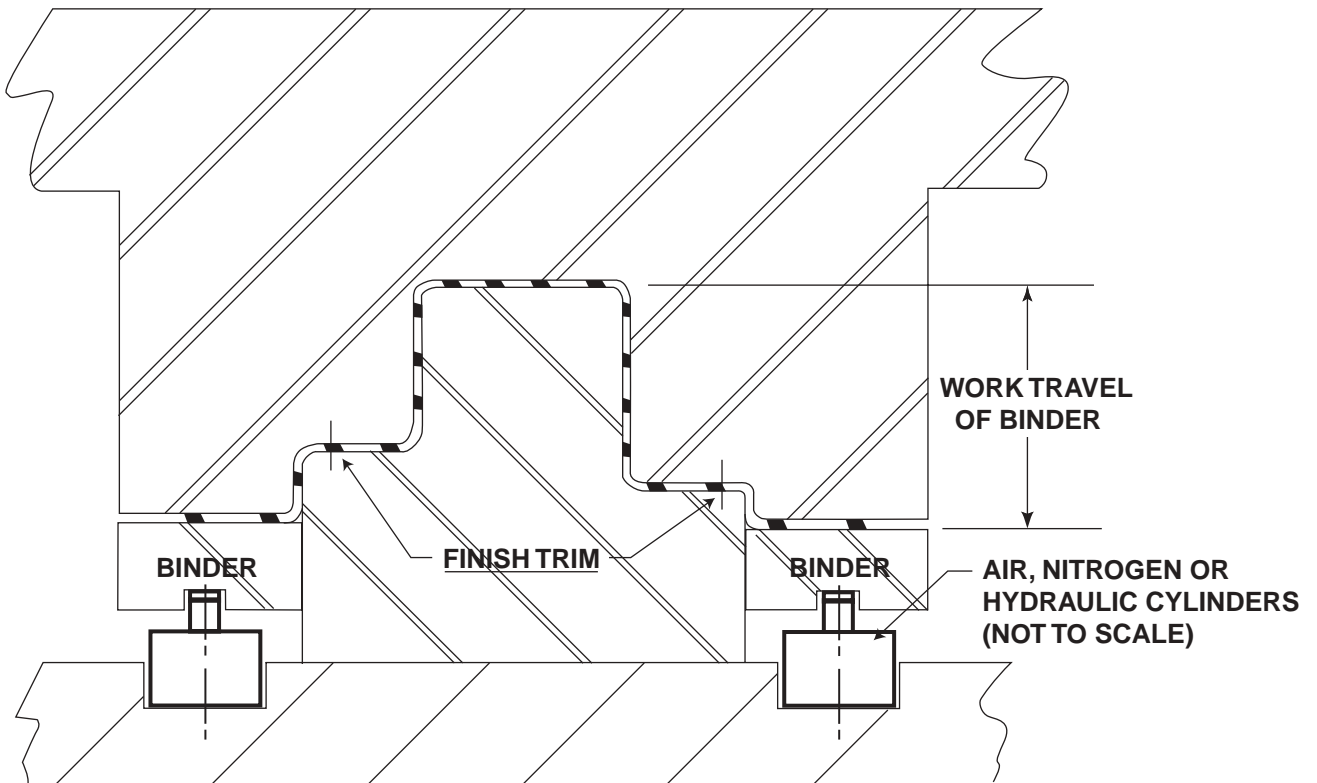 WORK TRAVEL
OF BINDER
FINISH TRIM
BINDER
BINDER
AIR, NITROGEN OR
HYDRAULIC CYLINDERS
(NOT TO SCALE)